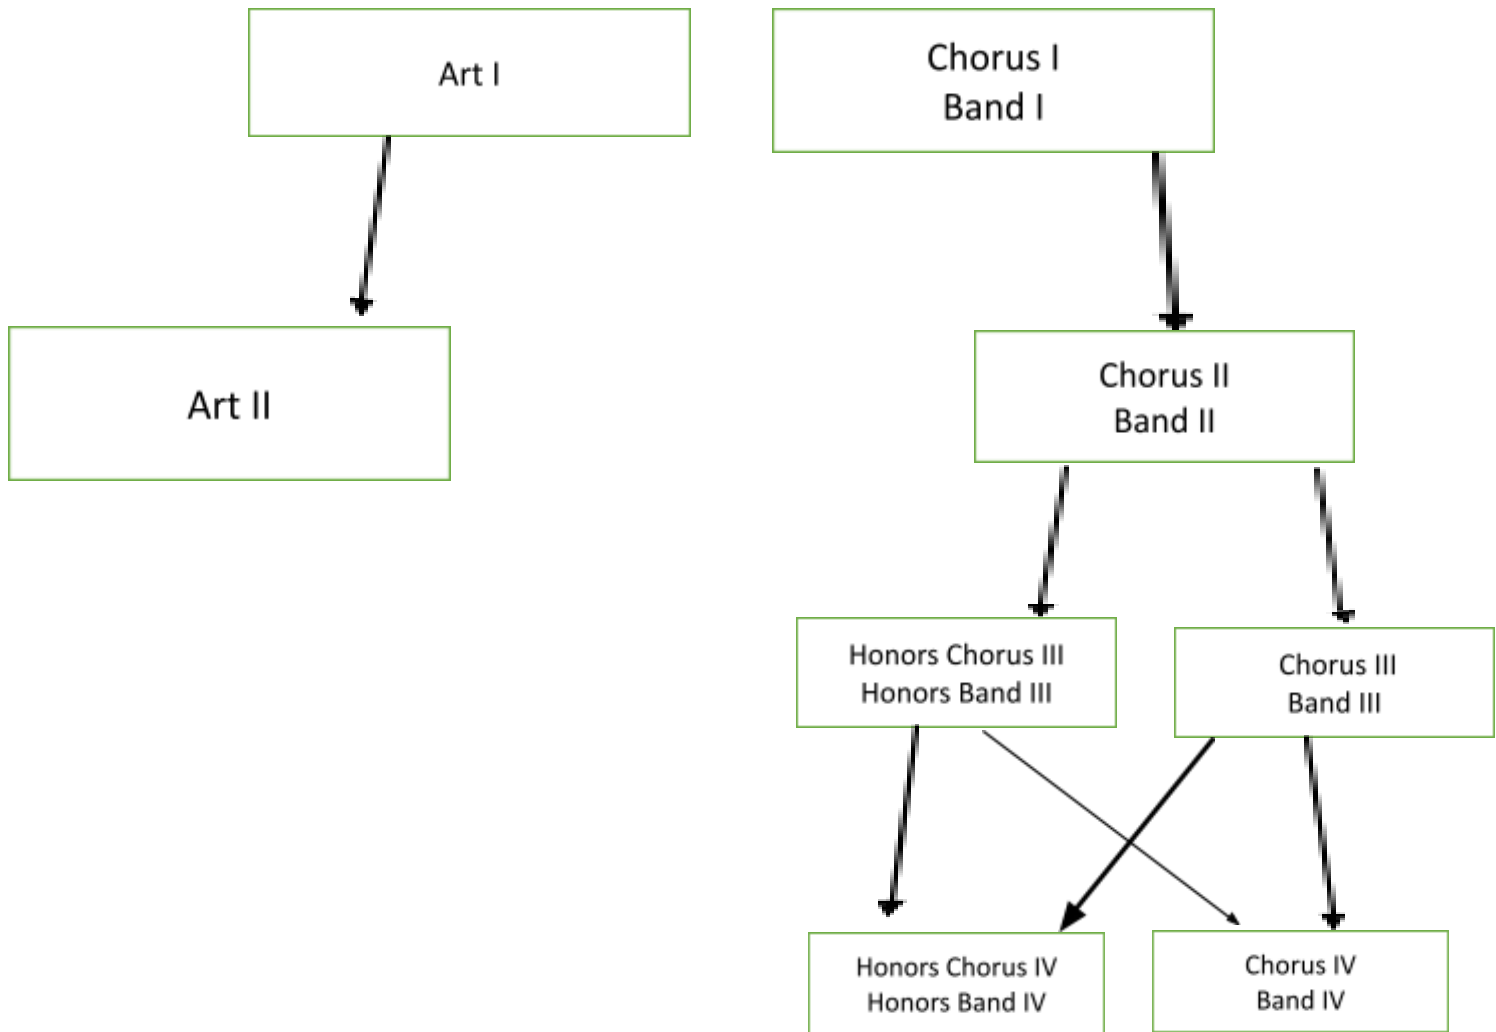 Art I
Chorus I
Band I
Art II
Chorus II
Band II
Honors Chorus III
Honors Band III
Chorus III
Band III
Honors Chorus IV
Honors Band IV
Chorus IV
Band IV